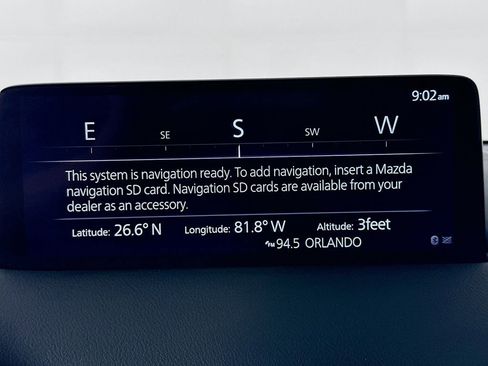 9:02am
E SE S SW W
This system is navigation ready. To add navigation, insert a Mazda
navigation SD card. Navigation SD cards are available from your
dealer as an accessory.
Latitude: 26.6° N Longitude: 81.8° W Altitude: 3feet
FM 94.5 ORLANDO